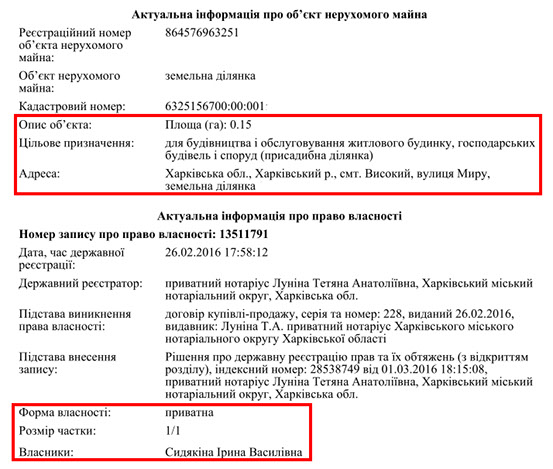 Актуальна інформація про об’єкт нерухомого майна
Реєстраційний номер 864576963251
об’єкта нерухомого
майна:
Об’єкт нерухомого земельна ділянка
майна:
Кадастровий номер: 6325156700:00:001
Опис об’єкта: Площа (га): 0.15
Цільове призначення: для будівництва і обслуговування житлового будинку, господарських
будівель і споруд (присадибна ділянка)
Адреса: Харківська обл., Харківський р., смт. Високий, вулиця Миру,
земельна ділянка
Актуальна інформація про право власності
Номер запису про право власності: 13511791
Дата, час державної 26.02.2016 17:58:12
реєстрації:
Державний реєстратор: приватний нотаріус Луніна Тетяна Анатоліївна, Харківський міський
нотаріальний округ, Харківська обл.
Підстава виникнення договір купівлі-продажу, серія та номер: 228, виданий 26.02.2016,
права власності: видавник: Луніна Т.А. приватний нотаріус Харківського міського
нотаріального округу Харківської області
Підстава внесення Рішення про державну реєстрацію прав та їх обтяжень (з відкриттям
запису: розділу), індексний номер: 28538749 від 01.03.2016 18:15:08,
приватний нотаріус Луніна Тетяна Анатоліївна, Харківський міський
нотаріальний округ, Харківська обл.
Форма власності: приватна
Розмір частки: 1/1
Власники: Сидякіна Ірина Василівна